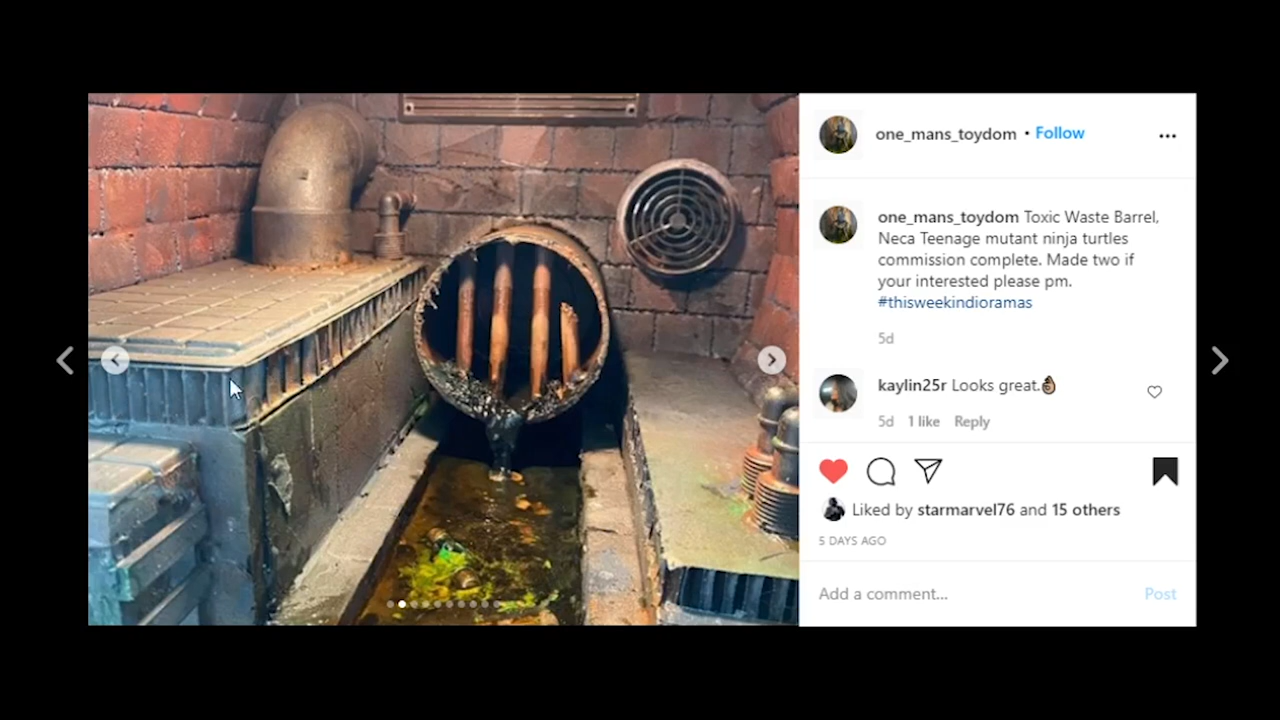 one_mans_toydom • Follow
one_mans_toydom Toxic Waste Barrel,
Neca Teenage mutant ninja turtles
commission complete. Made two if
your interested please pm.
#thisweekindioramas
5d
kaylin25r Looks great.👌🏾
5d 1 like Reply
Liked by starmarvel76 and 15 others
5 DAYS AGO
Add a comment... Post